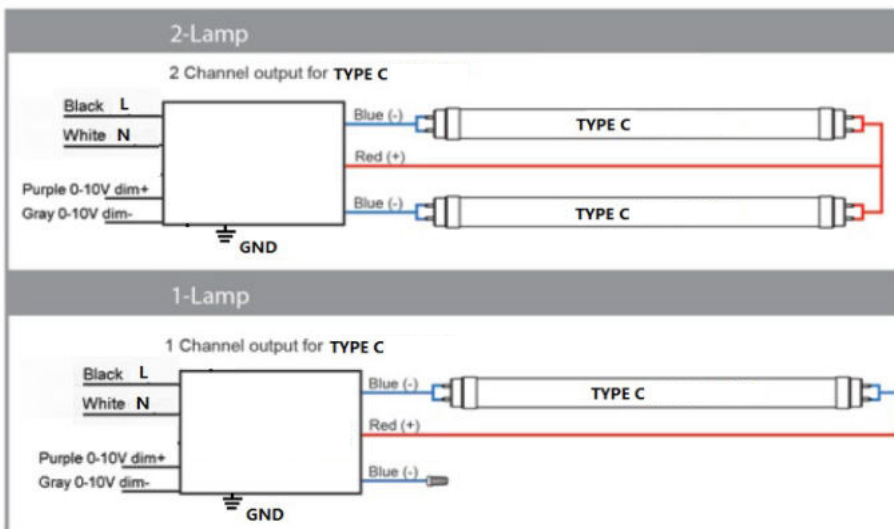 2-Lamp
2 Channel output for TYPE C
Black L
Blue (-)
TYPE C
White N
Red (+)
Purple 0-10V dim+
Blue (-)
TYPE C
Gray 0-10V dim-
GND
1-Lamp
1 Channel output for TYPE C
Black L
Blue (-)
TYPE C
White N
Red (+)
Purple 0-10V dim+
Blue (-)
Gray 0-10V dim-
GND